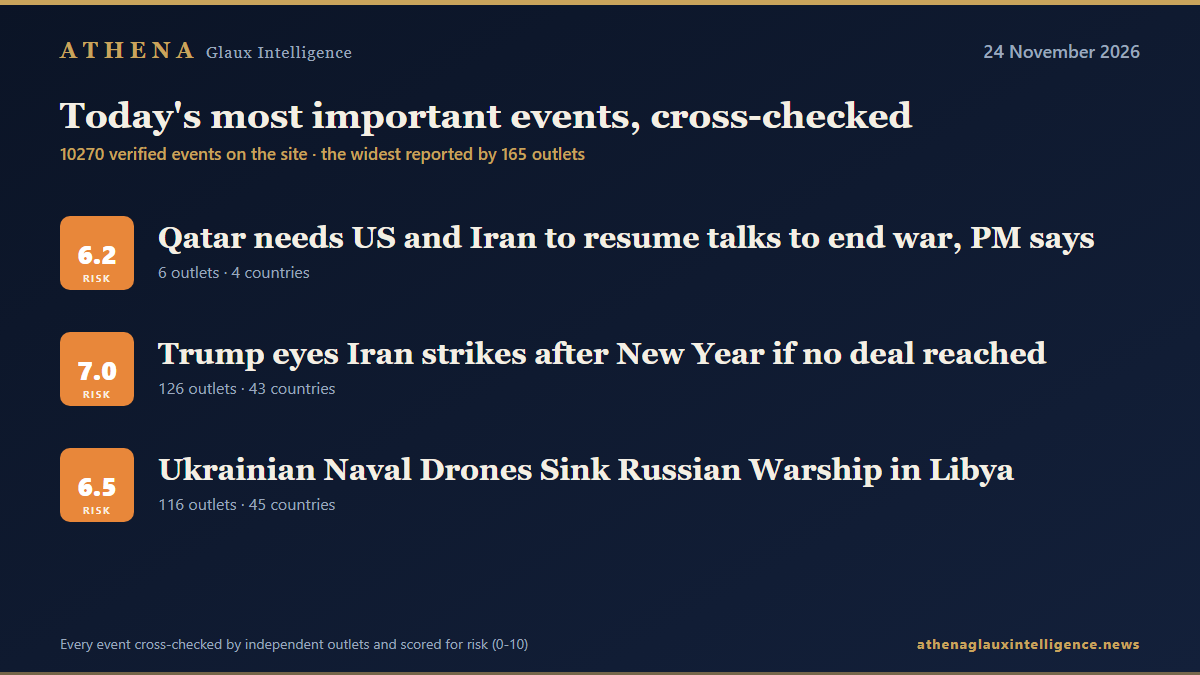 ATHENA Glaux Intelligence
24 November 2026
Today's most important events, cross-checked
10270 verified events on the site · the widest reported by 165 outlets
6.2
RISK
Qatar needs US and Iran to resume talks to end war, PM says
6 outlets · 4 countries
7.0
RISK
Trump eyes Iran strikes after New Year if no deal reached
126 outlets · 43 countries
6.5
RISK
Ukrainian Naval Drones Sink Russian Warship in Libya
116 outlets · 45 countries
Every event cross-checked by independent outlets and scored for risk (0-10)
athenaglauxintelligence.news